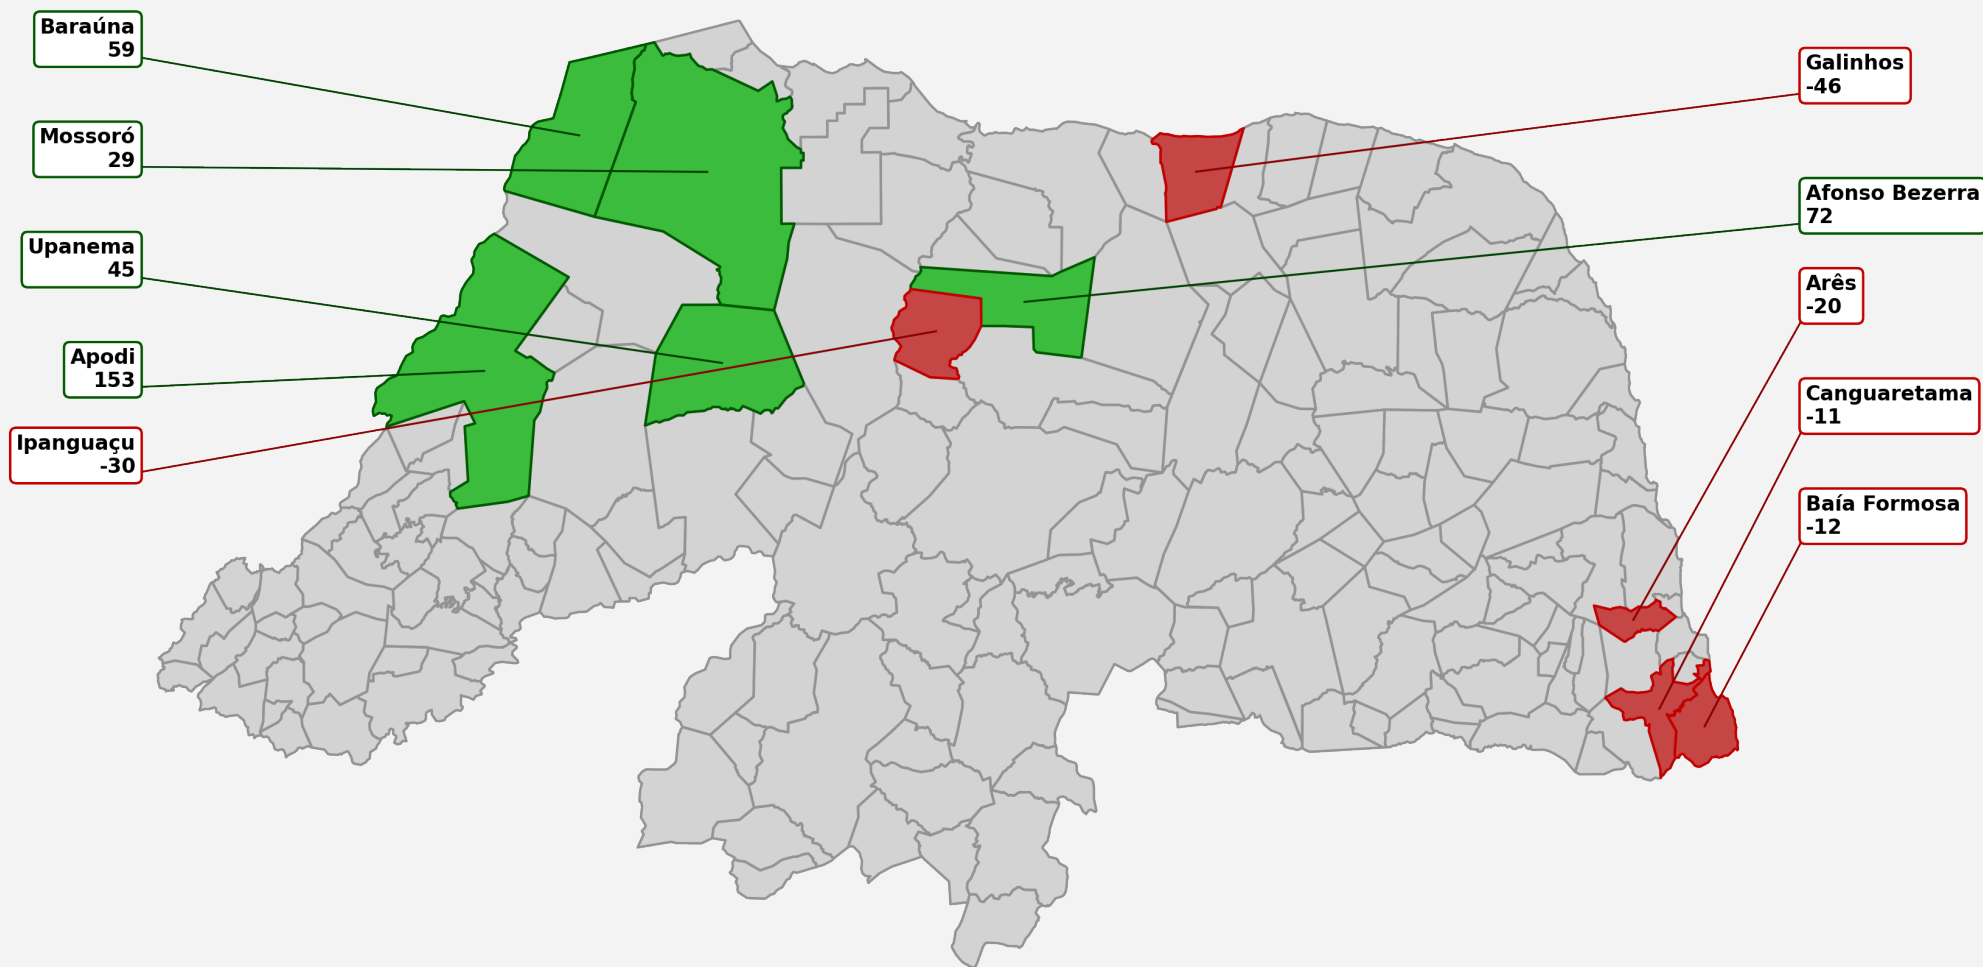 Baraúna
59
Mossoró
29
Upanema
45
Apodi
153
Ipanguaçu
-30
Galinhos
-46
Afonso Bezerra
72
Arês
-20
Canguaretama
-11
Baía Formosa
-12